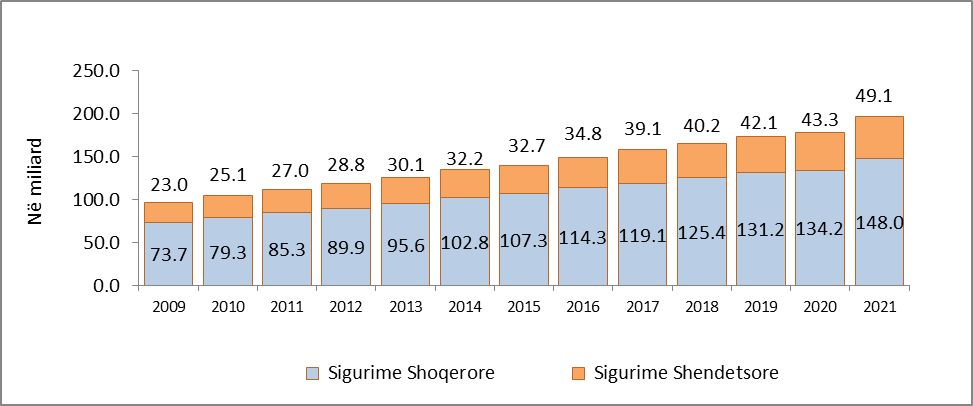 250.0
200.0
150.0
100.0
50.0
0.0
Në miliard
23.0 25.1 27.0 28.8 30.1 32.2 32.7 34.8 39.1 40.2 42.1 43.3 49.1
73.7 79.3 85.3 89.9 95.6 102.8 107.3 114.3 119.1 125.4 131.2 134.2 148.0
2009 2010 2011 2012 2013 2014 2015 2016 2017 2018 2019 2020 2021
Sigurime Shoqerore Sigurime Shendetsore